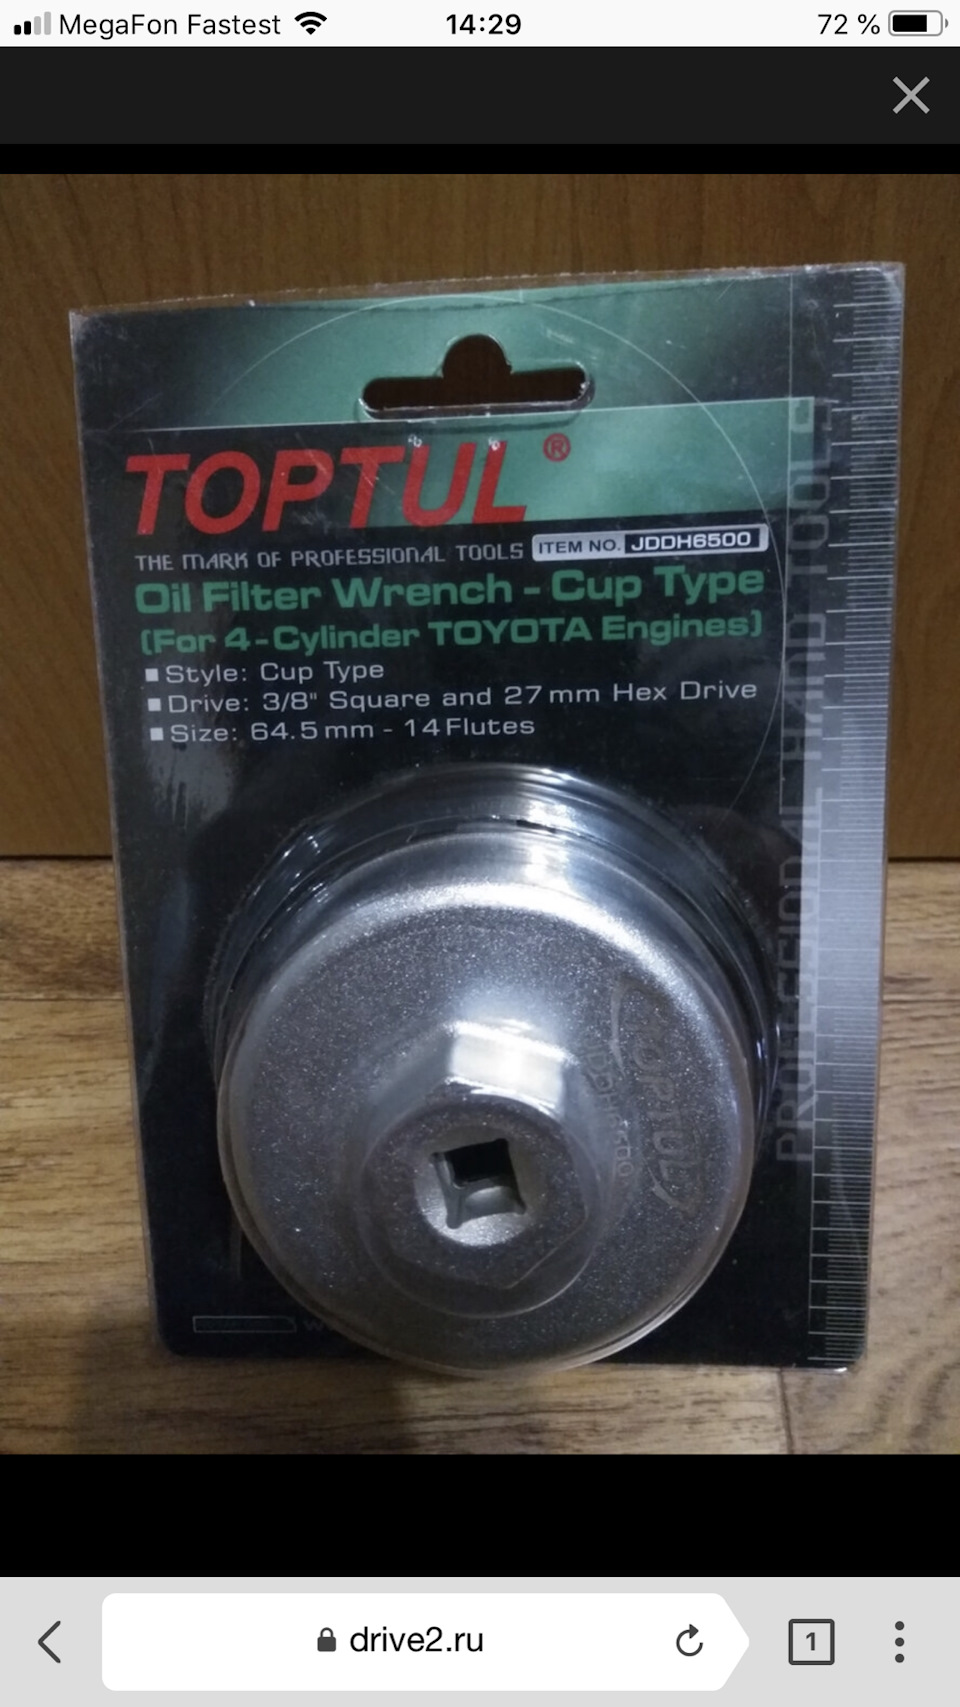 MegaFon Fastest 14:29 72 %
TOPTUL®
THE MARK OF PROFESSIONAL TOOLS ITEM NO. JDDH6500
Oil Filter Wrench - Cup Type
(For 4-Cylinder TOYOTA Engines)
Style: Cup Type
Drive: 3/8" Square and 27 mm Hex Drive
Size: 64.5 mm - 14 Flutes
PROFESSIONAL HAND TOOLS
TOPTUL
drive2.ru 1